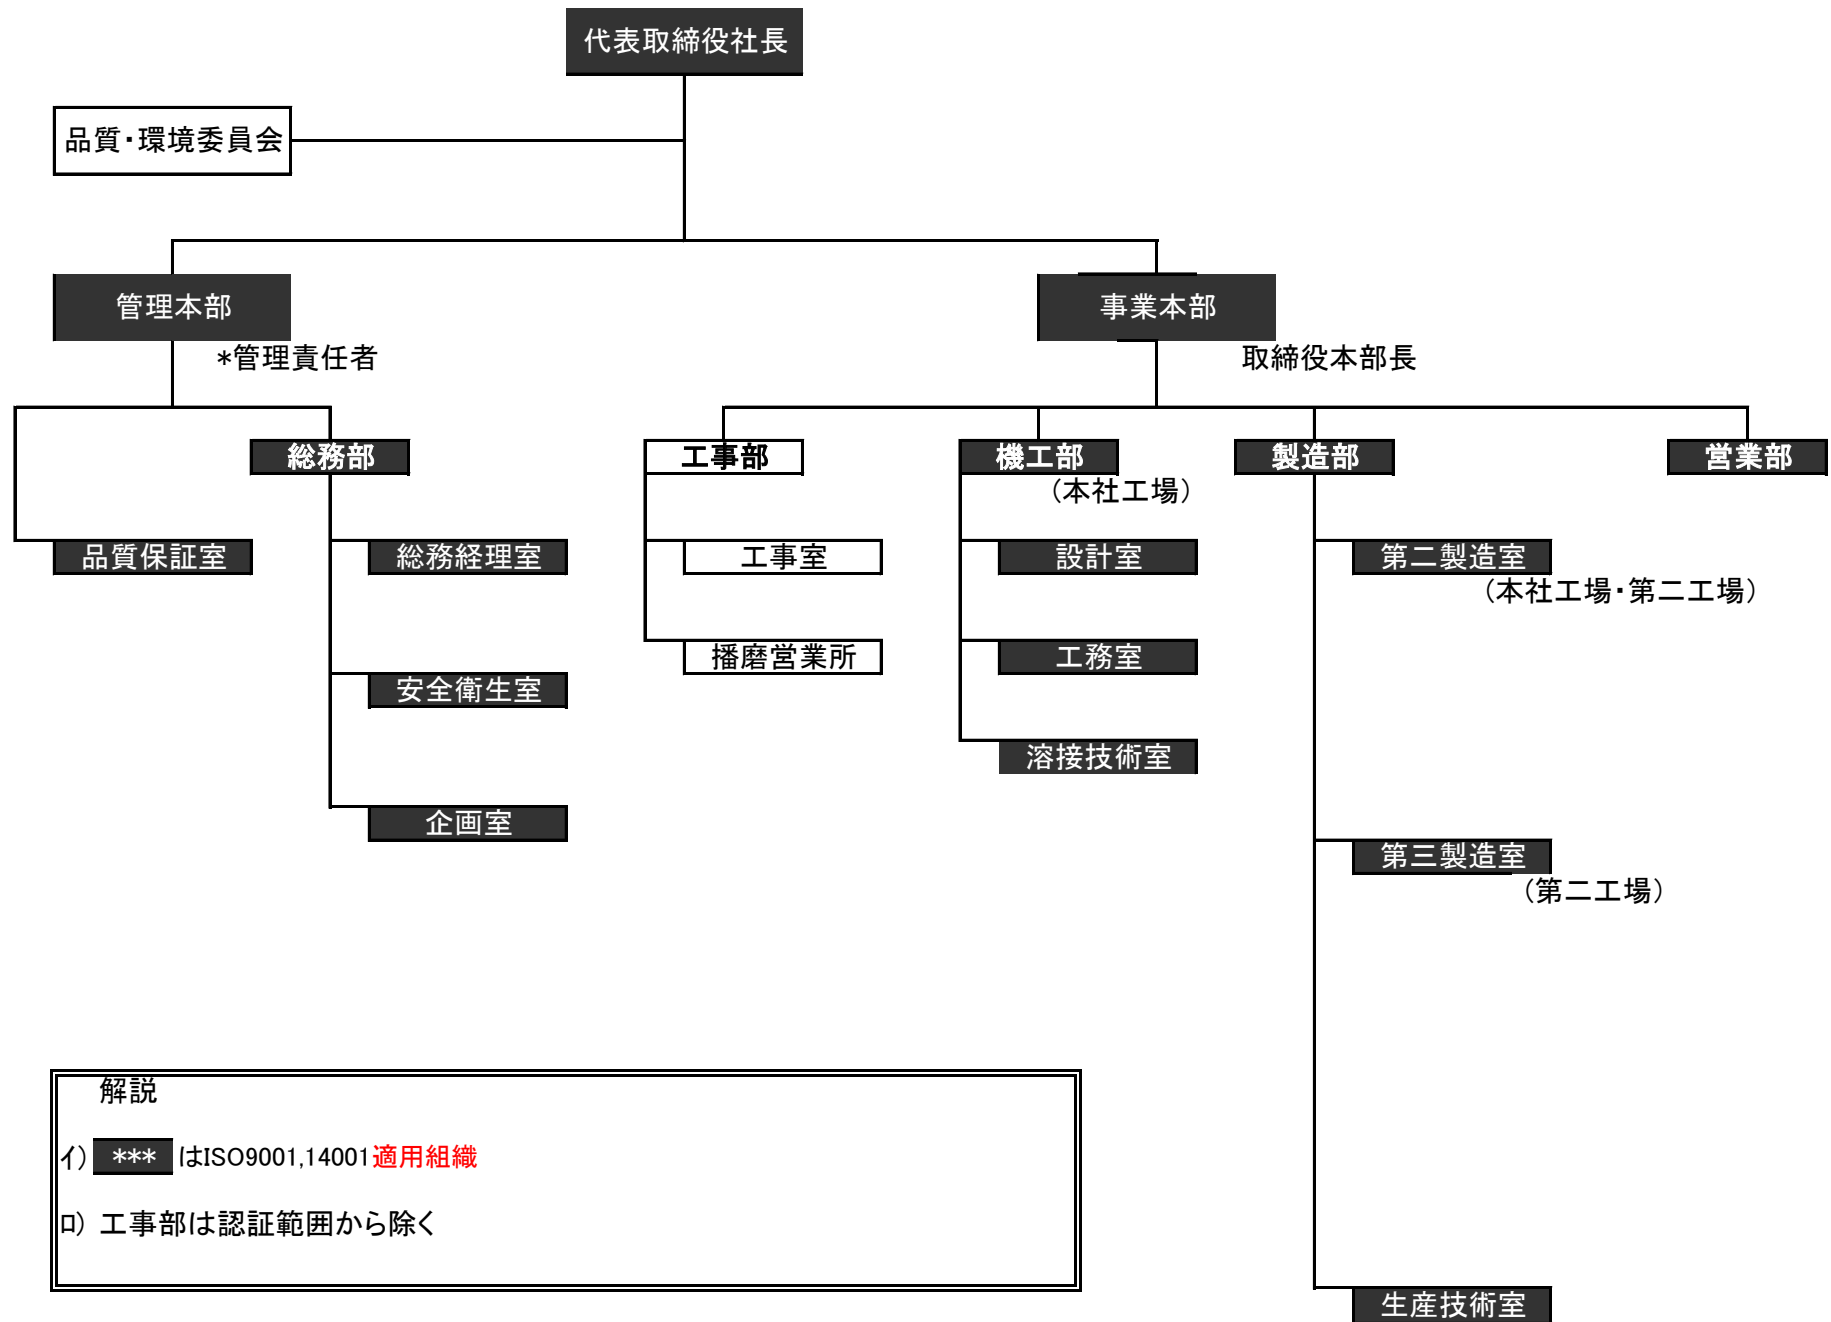 代表取締役社長
品質・環境委員会
管理本部
事業本部
*管理責任者
取締役本部長
総務部
工事部
機工部
製造部
営業部
(本社工場)
品質保証室
総務経理室
工事室
設計室
第二製造室
(本社工場・第二工場)
播磨営業所
工務室
安全衛生室
溶接技術室
企画室
第三製造室
(第二工場)
解説
イ) *** はISO9001,14001適用組織
ロ) 工事部は認証範囲から除く
生産技術室